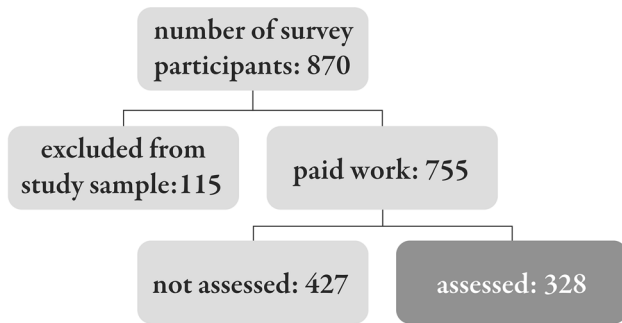 number of survey
participants: 870
excluded from
study sample:115
paid work: 755
not assessed: 427
assessed: 328